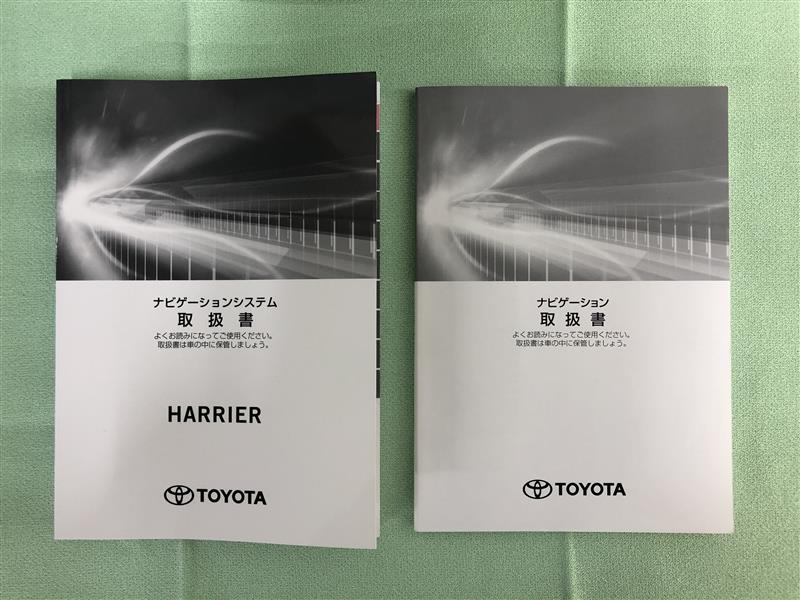 ナビゲーションシステム
取扱書
よくお読みになってご使用ください。
取扱書は車の中に保管しましょう。
HARRIER
TOYOTA
ナビゲーション
取扱書
よくお読みになってご使用ください。
取扱書は車の中に保管しましょう。
TOYOTA